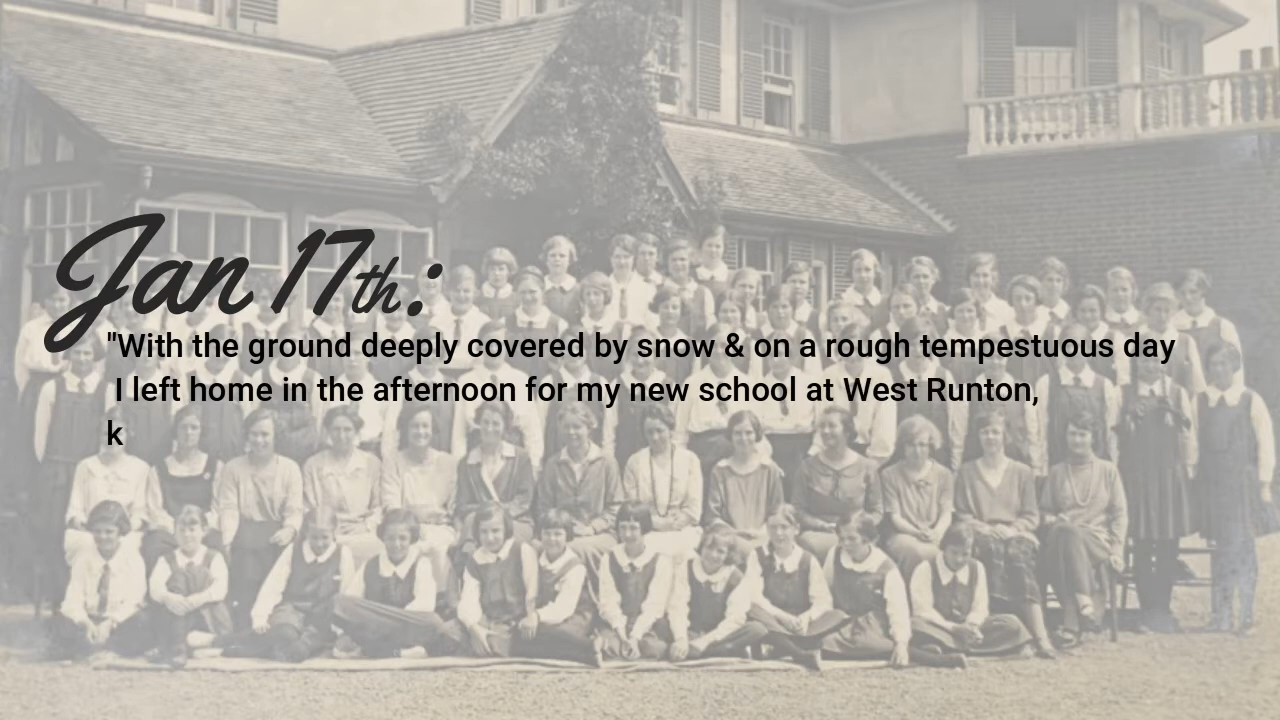 Jan 17th:
"With the ground deeply covered by snow & on a rough tempestuous day
I left home in the afternoon for my new school at West Runton,
k